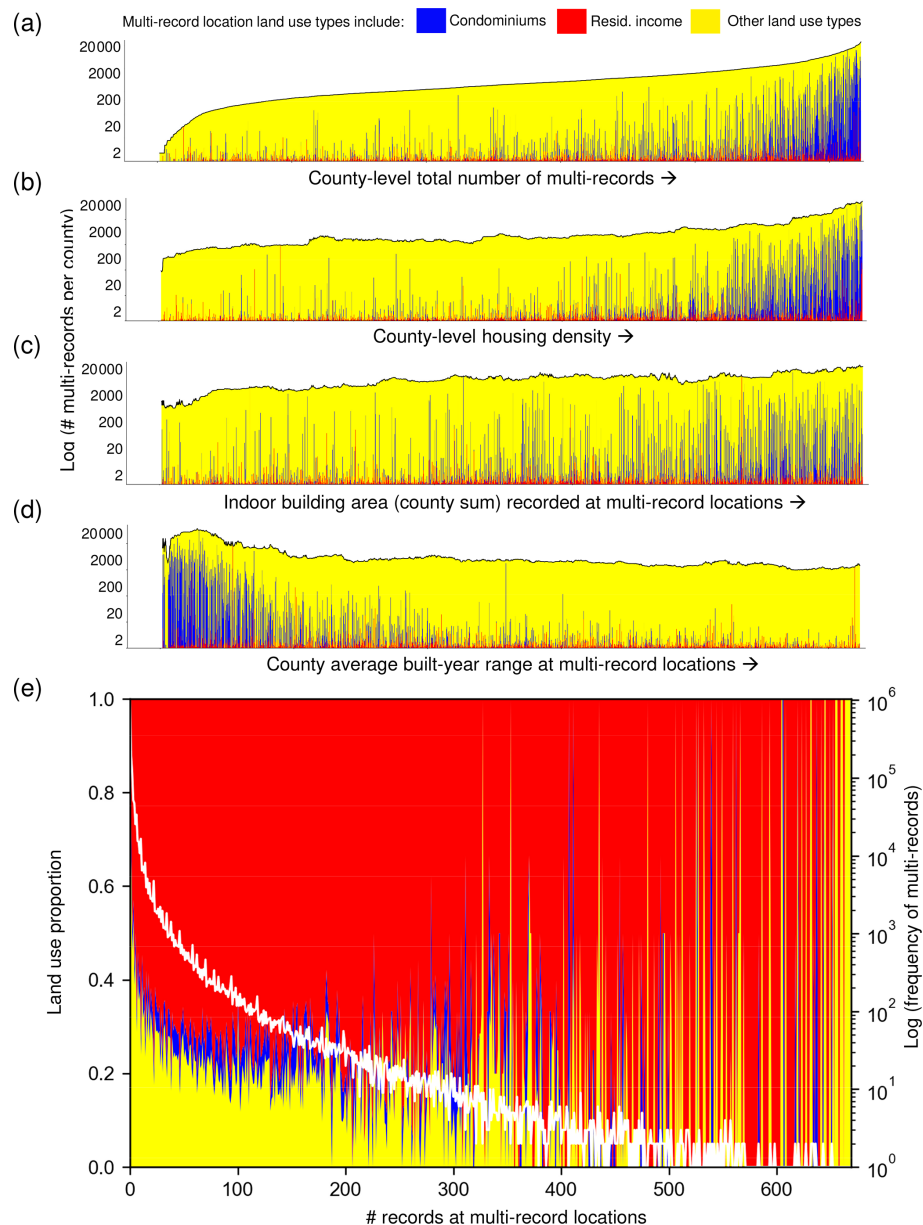 Multi-record location land use types include: Condominiums Resid. income Other land use types
(a)
20000
2000
200
20
2
County-level total number of multi-records →
(b)
20000
2000
200
20
2
County-level housing density →
Log (# multi-records per county)
(c)
20000
2000
200
20
2
Indoor building area (county sum) recorded at multi-record locations →
(d)
20000
2000
200
20
2
County average built-year range at multi-record locations →
(e)
1.0
0.8
0.6
0.4
0.2
0.0
Land use proportion
10^6
10^5
10^4
10^3
10^2
10^1
10^0
Log (frequency of multi-records)
0 100 200 300 400 500 600
# records at multi-record locations